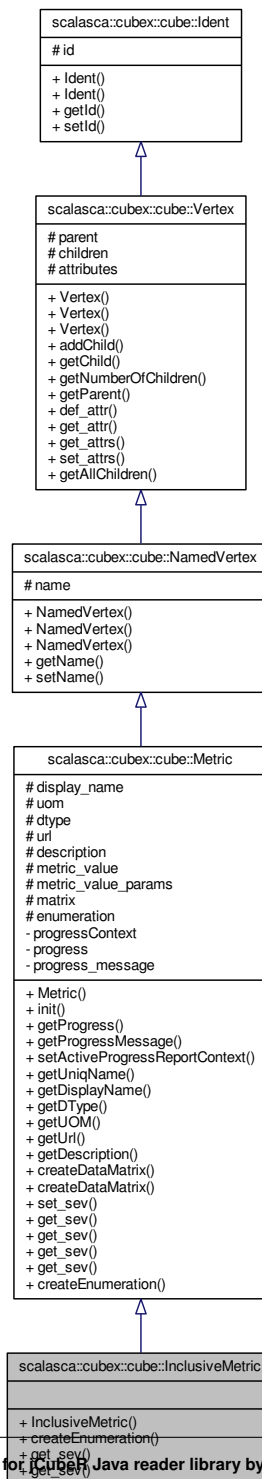 scalasca::cubex::cube::Ident
# id
+ Ident()
+ Ident()
+ getId()
+ setId()
scalasca::cubex::cube::Vertex
# parent
# children
# attributes
+ Vertex()
+ Vertex()
+ Vertex()
+ addChild()
+ getChild()
+ getNumberOfChildren()
+ getParent()
+ def_attr()
+ get_attr()
+ get_attrs()
+ set_attrs()
+ getAllChildren()
scalasca::cubex::cube::NamedVertex
# name
+ NamedVertex()
+ NamedVertex()
+ NamedVertex()
+ getName()
+ setName()
scalasca::cubex::cube::Metric
# display_name
# uom
# dtype
# url
# description
# metric_value
# metric_value_params
# matrix
# enumeration
- progressContext
- progress
- progress_message
+ Metric()
+ init()
+ getProgress()
+ getProgressMessage()
+ setActiveProgressReportContext()
+ getUniqName()
+ getDisplayName()
+ getDType()
+ getUOM()
+ getUrl()
+ getDescription()
+ createDataMatrix()
+ createDataMatrix()
+ set_sev()
+ get_sev()
+ get_sev()
+ get_sev()
+ get_sev()
+ createEnumeration()
scalasca::cubex::cube::InclusiveMetric
+ InclusiveMetric()
+ createEnumeration()
+ get_sev()
for jCubeR Java reader library by
+ get_sev()